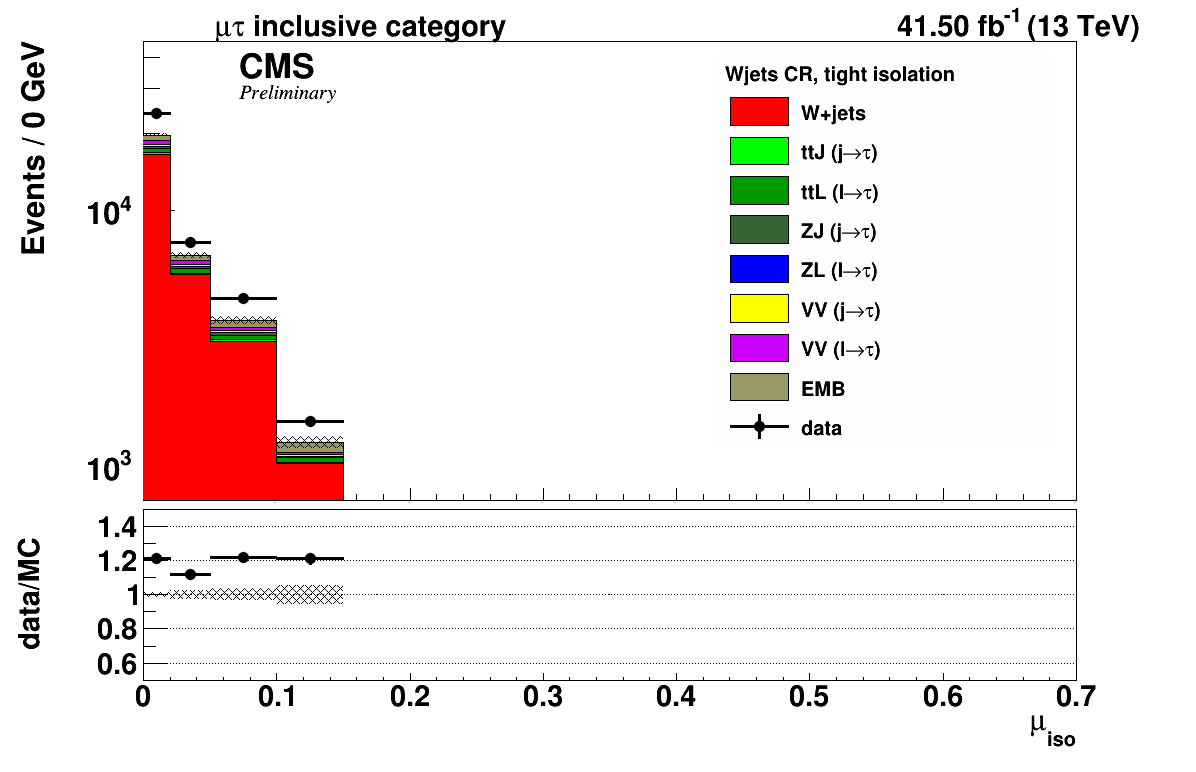 μτ inclusive category
41.50 fb-1 (13 TeV)
CMS
Preliminary
Events / 0 GeV
10^4
10^3
Wjets CR, tight isolation
W+jets
ttJ (j→τ)
ttL (l→τ)
ZJ (j→τ)
ZL (l→τ)
VV (j→τ)
VV (l→τ)
EMB
data
data/MC
1.4
1.2
1
0.8
0.6
0 0.1 0.2 0.3 0.4 0.5 0.6 0.7
μiso